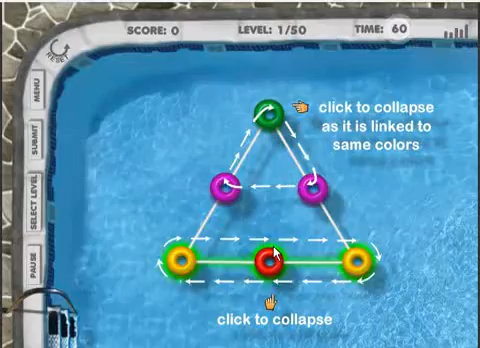 SCORE: 0
LEVEL: 1/50
TIME: 60
RESET
MENU
SUBMIT
SELECT LEVEL
PAUSE
click to collapse
as it is linked to
same colors
click to collapse